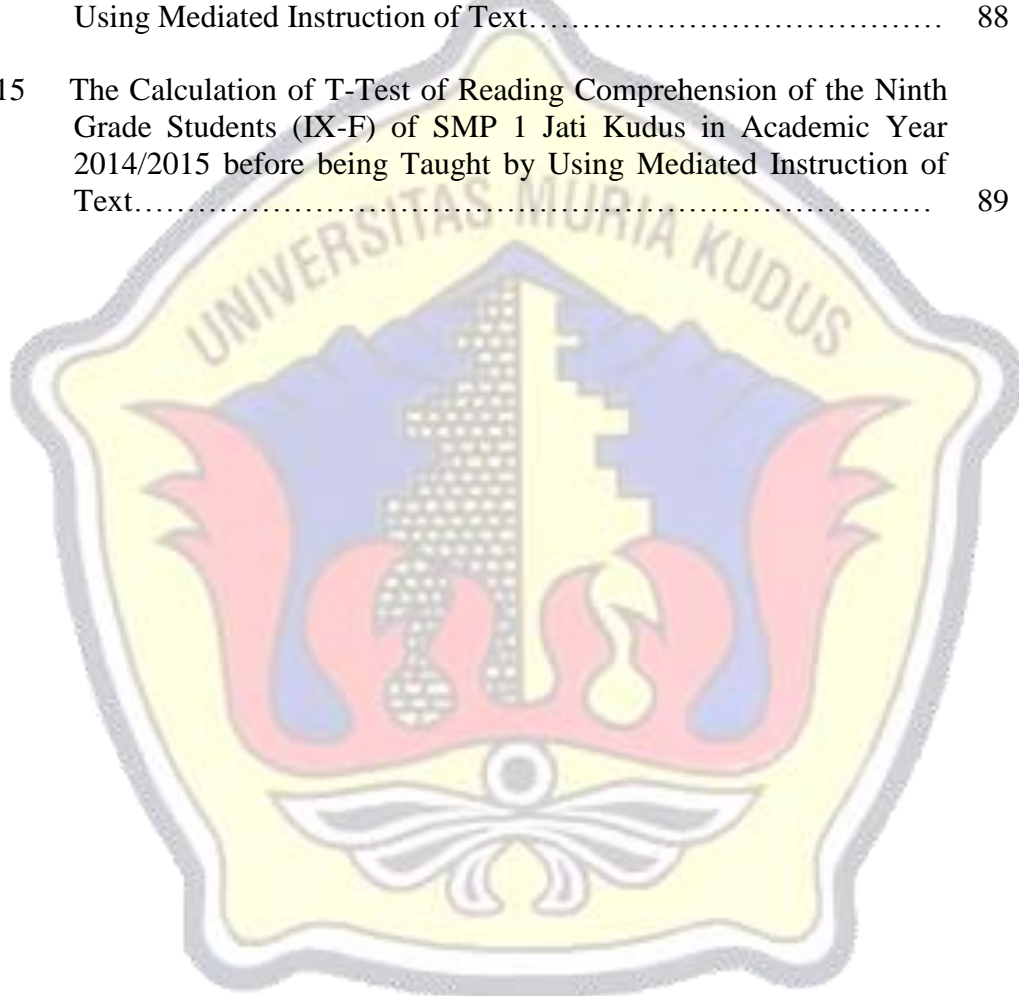 Using Mediated Instruction of Text…………………………………. 88
15 The Calculation of T-Test of Reading Comprehension of the Ninth
Grade Students (IX-F) of SMP 1 Jati Kudus in Academic Year
2014/2015 before being Taught by Using Mediated Instruction of
Text………………………………………………………………… 89
UNIVERSITAS MURIA KUDUS